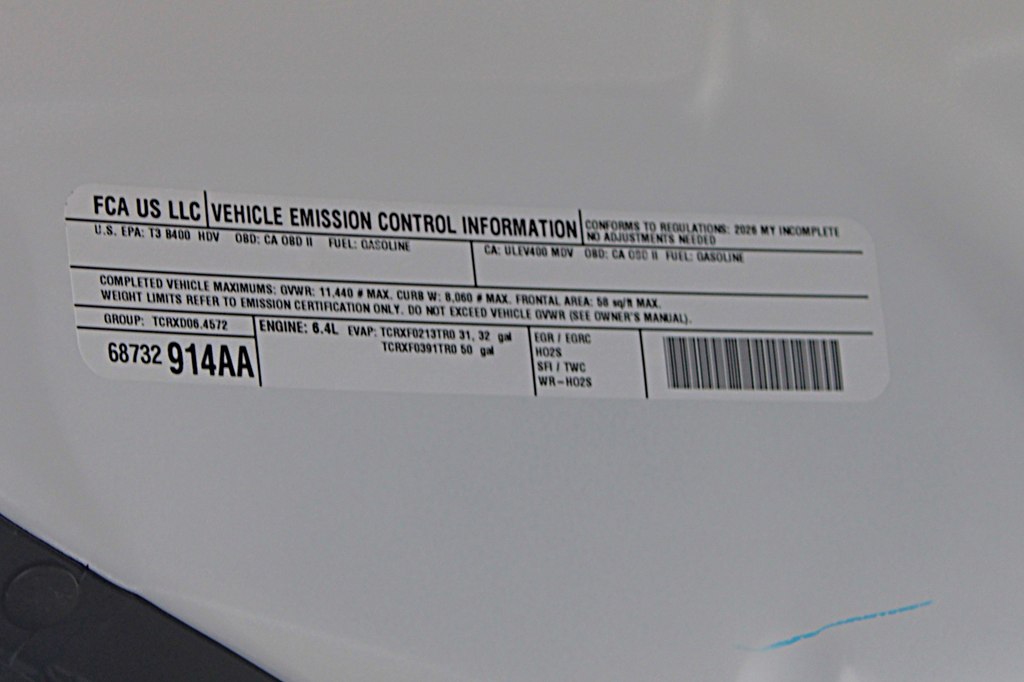 FCA US LLC VEHICLE EMISSION CONTROL INFORMATION
CONFORMS TO REGULATIONS: 2026 MY INCOMPLETE
NO ADJUSTMENTS NEEDED
U.S. EPA: T3 B400 HDV OBD: CA OBD II FUEL: GASOLINE
CA: ULEV400 MDV OBD: CA OBD II FUEL: GASOLINE
COMPLETED VEHICLE MAXIMUMS: GVWR: 11,440 # MAX. CURB W: 8,060 # MAX. FRONTAL AREA: 58 sq/ft MAX.
WEIGHT LIMITS REFER TO EMISSION CERTIFICATION ONLY. DO NOT EXCEED VEHICLE GVWR (SEE OWNER'S MANUAL).
GROUP: TCRXD06.4572
68732 914AA
ENGINE: 6.4L EVAP: TCRXF0213TR0 31, 32 gal
TCRXF0391TR0 50 gal
EGR / EGRC
HO2S
SFI / TWC
WR-HO2S